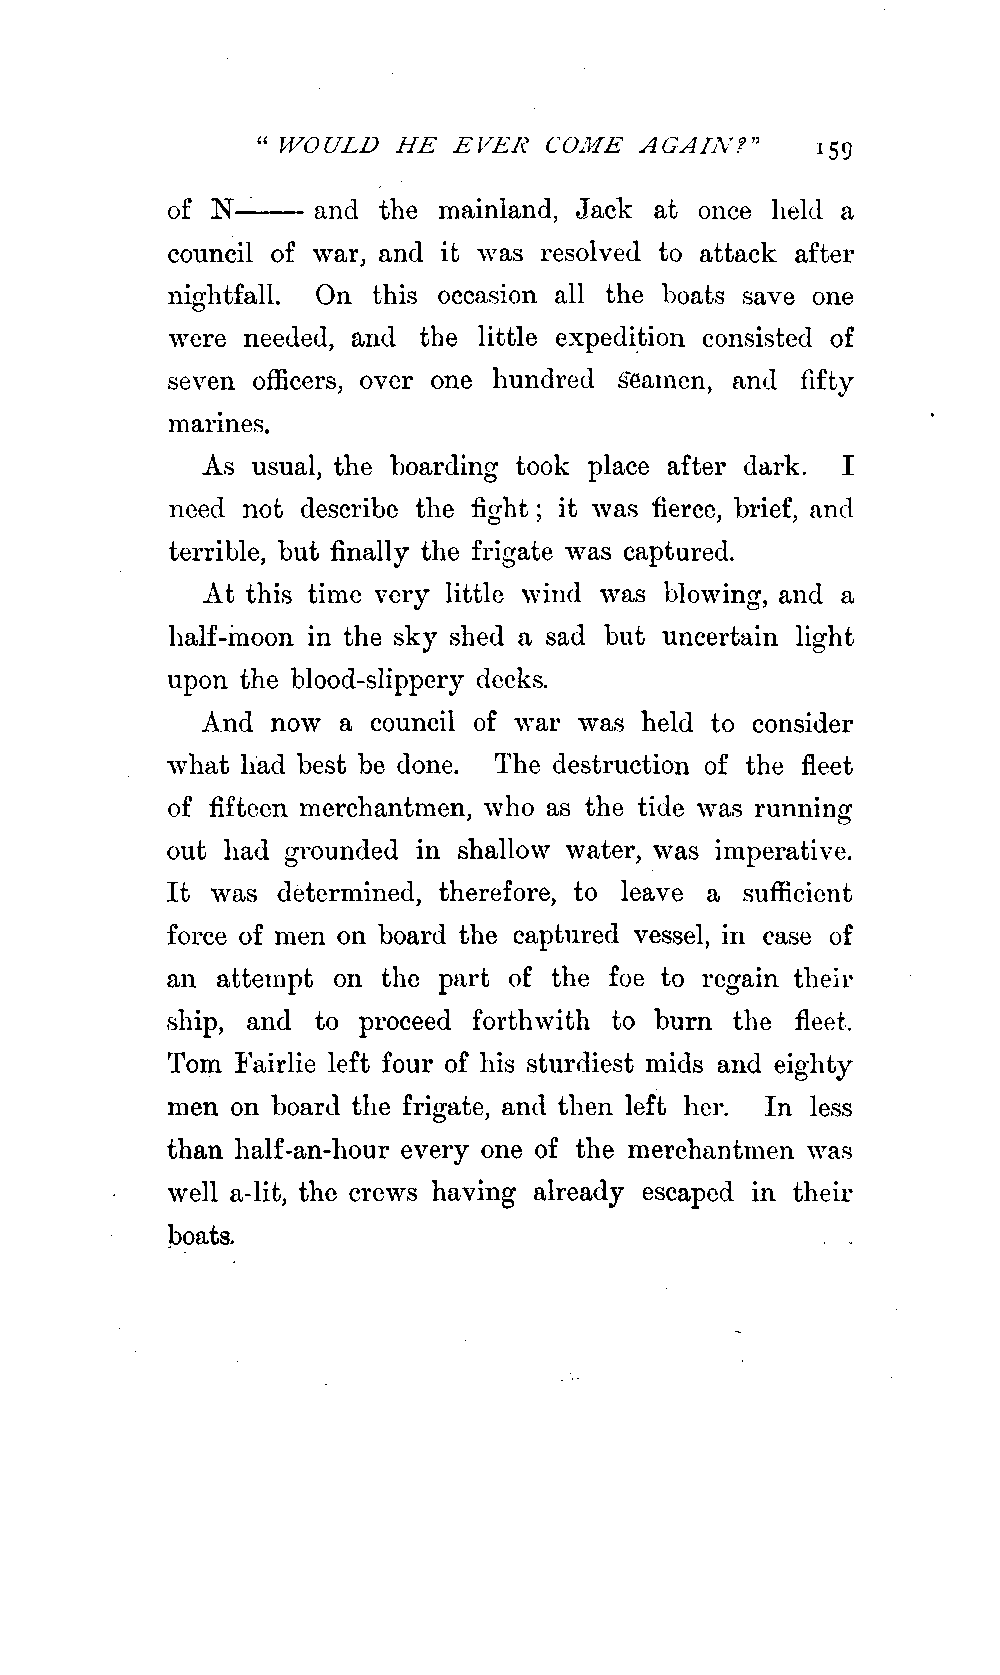 “ WOULD HE EVER COME AGAIN?” 159
of N—— and the mainland, Jack at once held a
council of war, and it was resolved to attack after
nightfall. On this occasion all the boats save one
were needed, and the little expedition consisted of
seven officers, over one hundred seamen, and fifty
marines.
As usual, the boarding took place after dark. I
need not describe the fight ; it was fierce, brief, and
terrible, but finally the frigate was captured.
At this time very little wind was blowing, and a
half-moon in the sky shed a sad but uncertain light
upon the blood-slippery decks.
And now a council of war was held to consider
what had best be done. The destruction of the fleet
of fifteen merchantmen, who as the tide was running
out had grounded in shallow water, was imperative.
It was determined, therefore, to leave a sufficient
force of men on board the captured vessel, in case of
an attempt on the part of the foe to regain their
ship, and to proceed forthwith to burn the fleet.
Tom Fairlie left four of his sturdiest mids and eighty
men on board the frigate, and then left her. In less
than half-an-hour every one of the merchantmen was
well a-lit, the crews having already escaped in their
boats.